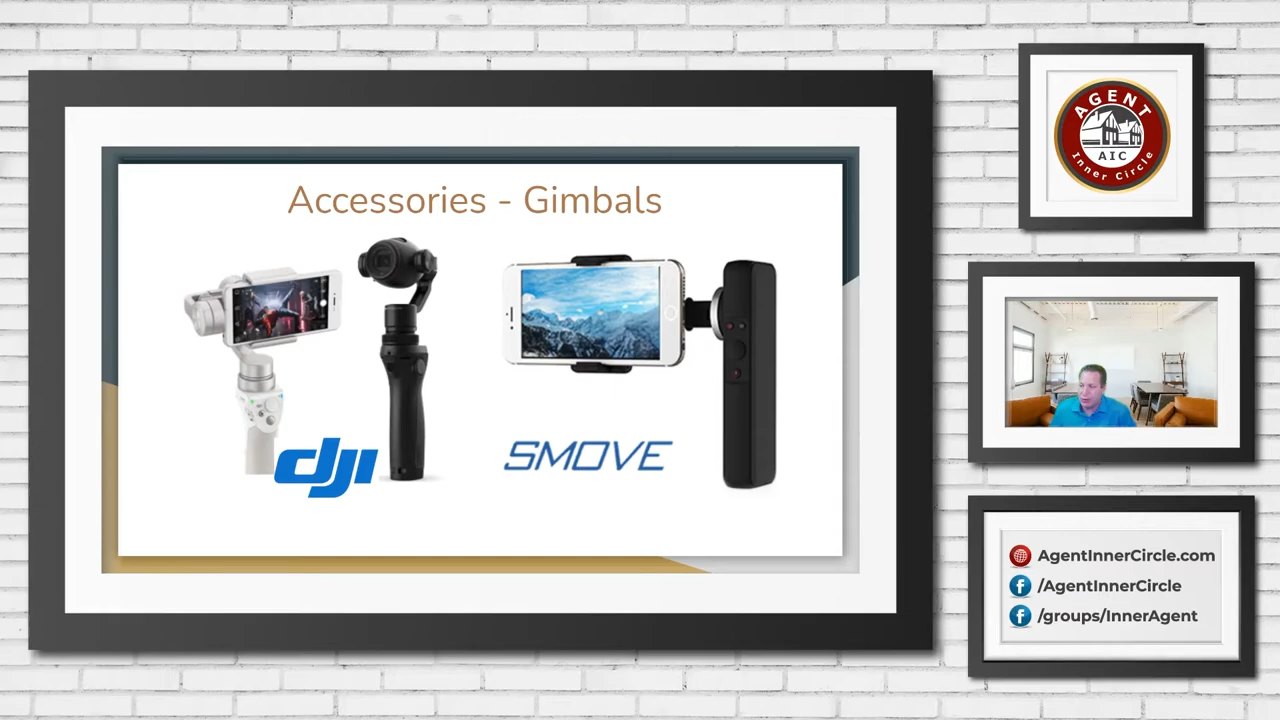 Accessories - Gimbals
dji
SMOVE
AGENT
AIC
Inner Circle
AgentInnerCircle.com
/AgentInnerCircle
/groups/InnerAgent